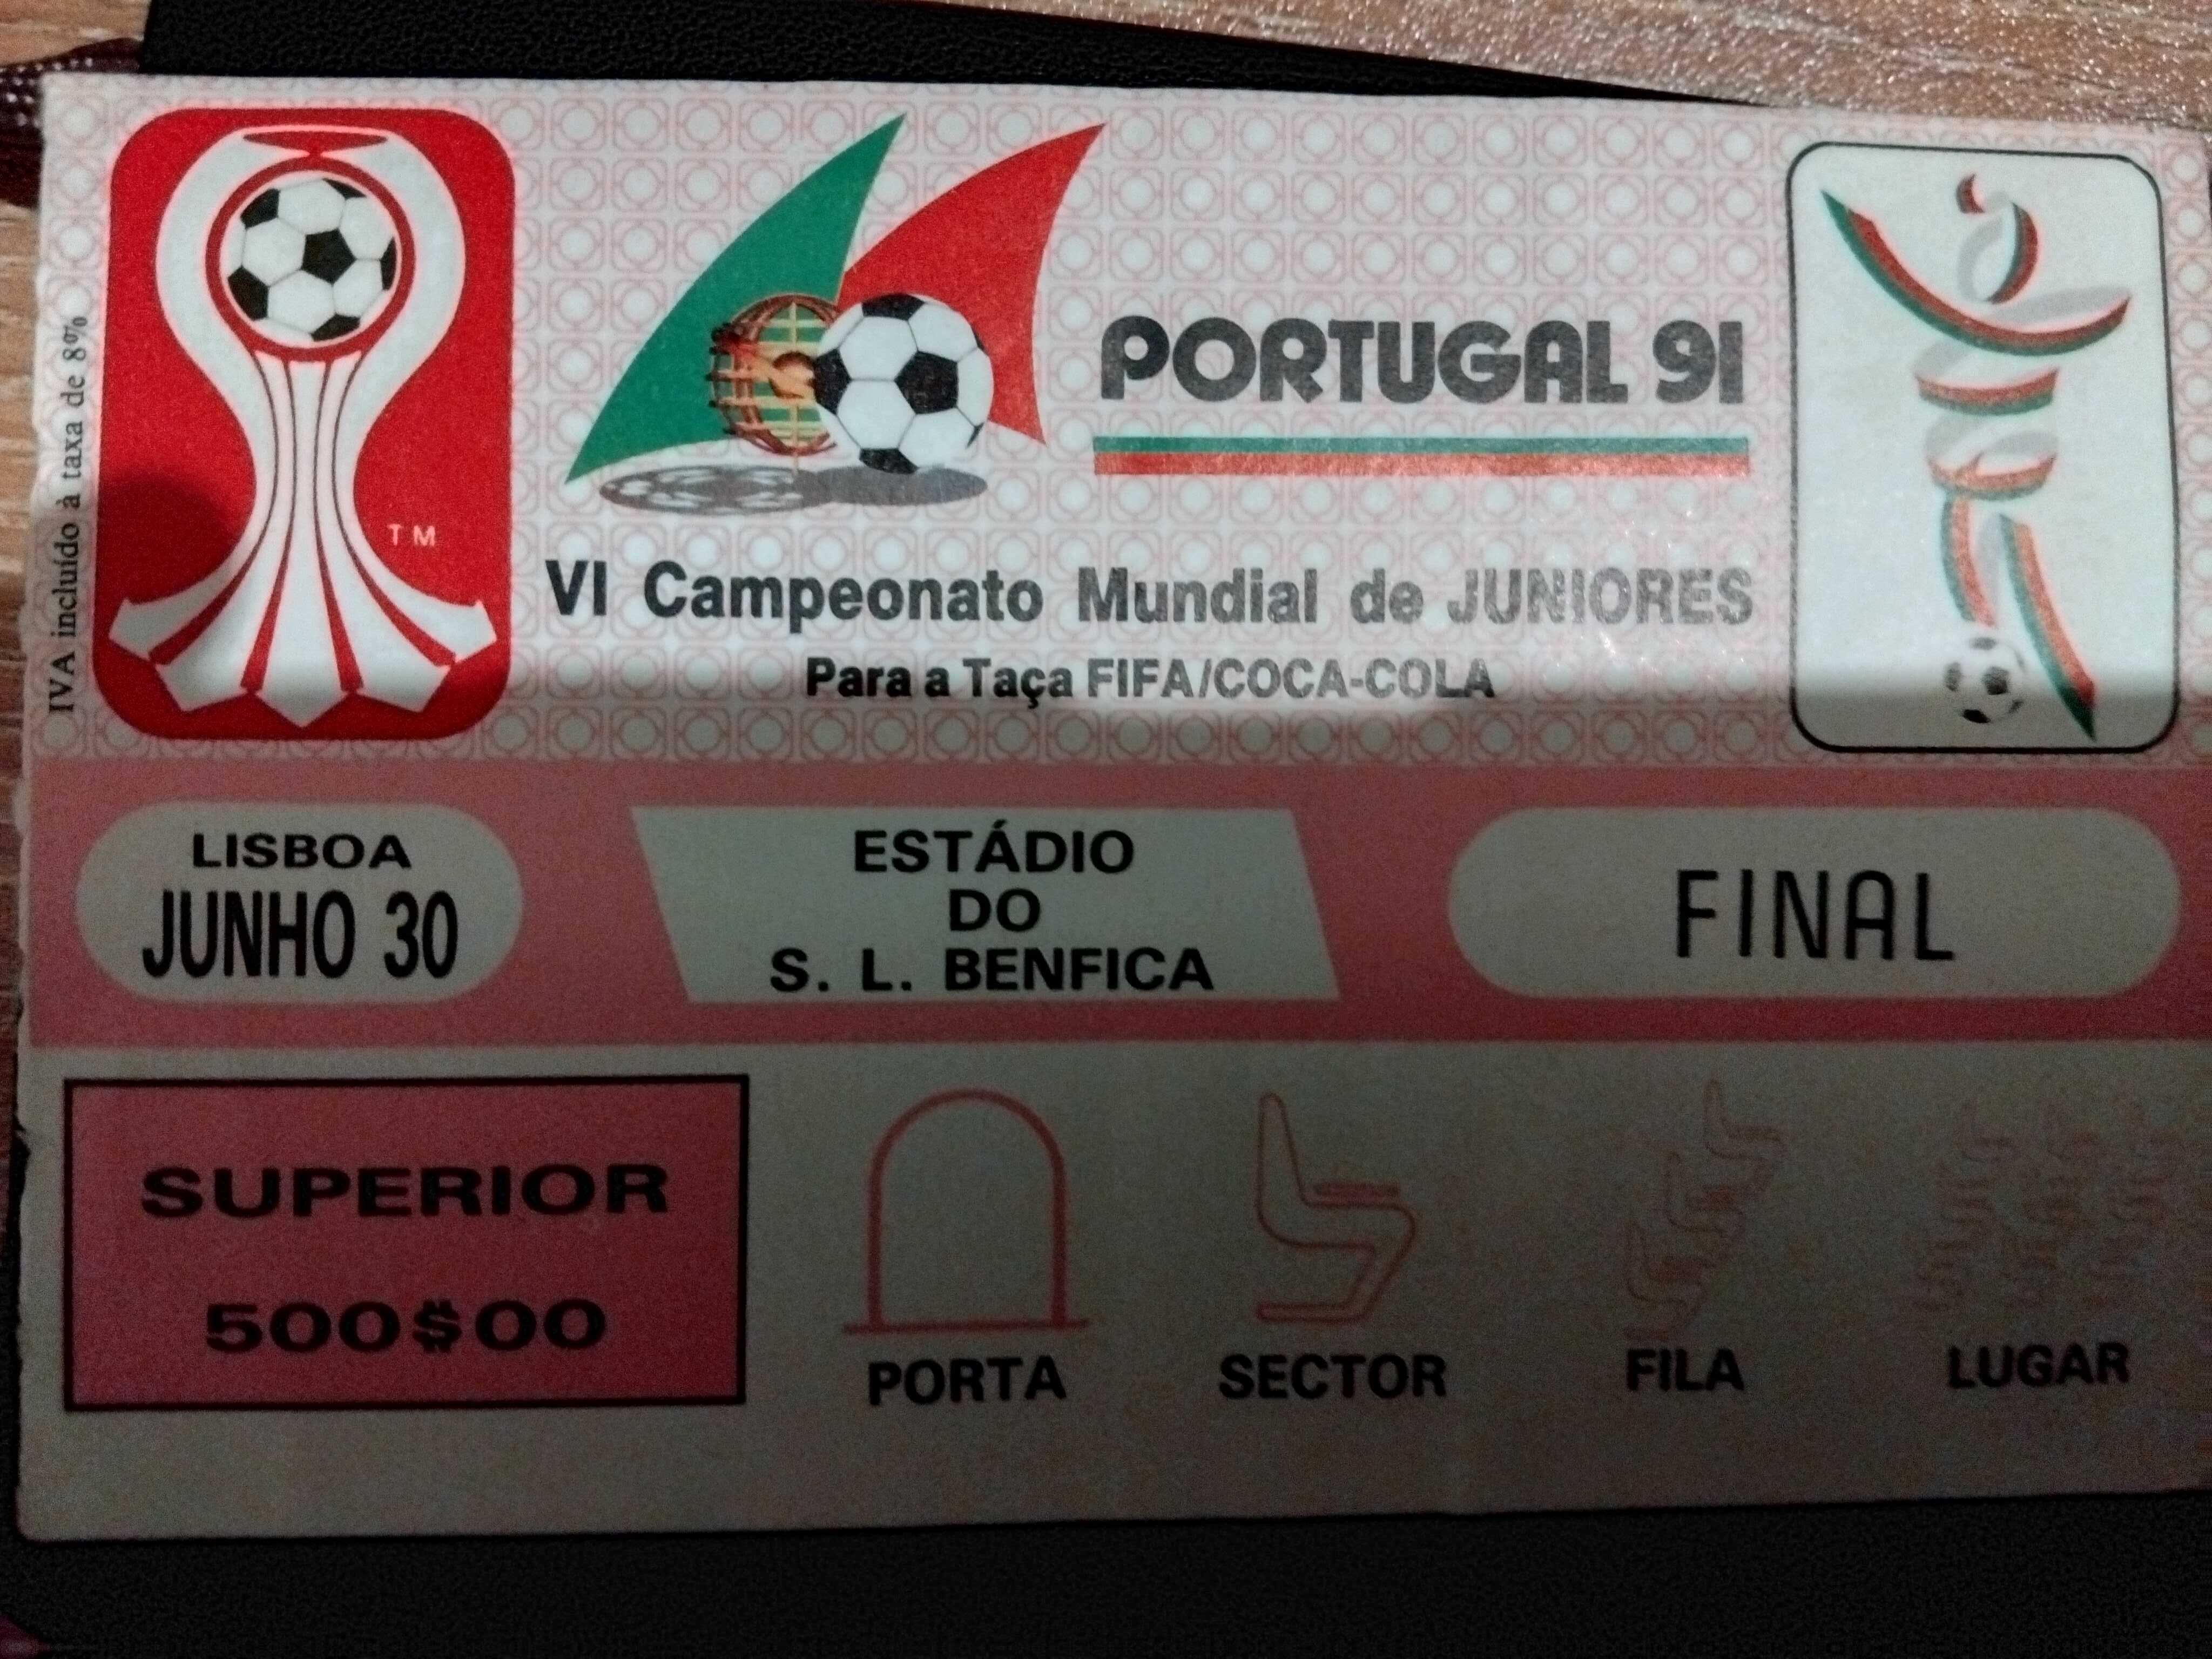 IVA incluído à taxa de 8%
TM
PORTUGAL 91
VI Campeonato Mundial de JUNIORES
Para a Taça FIFA/COCA-COLA
LISBOA
JUNHO 30
ESTÁDIO
DO
S. L. BENFICA
FINAL
SUPERIOR
500$00
PORTA
SECTOR
FILA
LUGAR